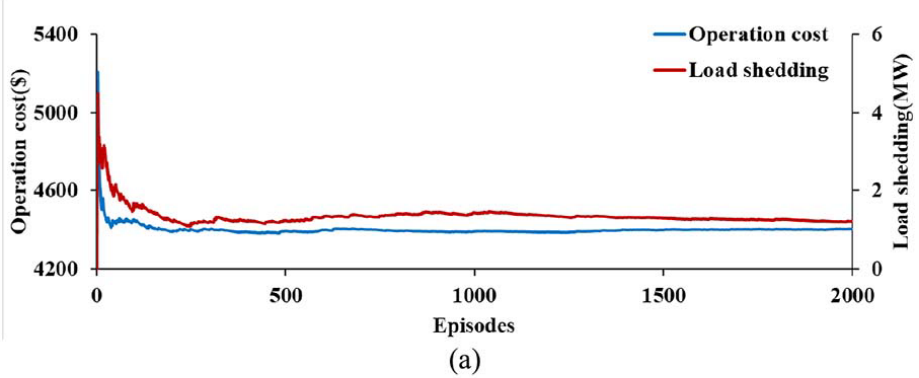 5400
5000
4600
4200
Operation cost($)
Operation cost
Load shedding
6
4
2
0
Load shedding(MW)
0
500
1000
1500
2000
Episodes
(a)